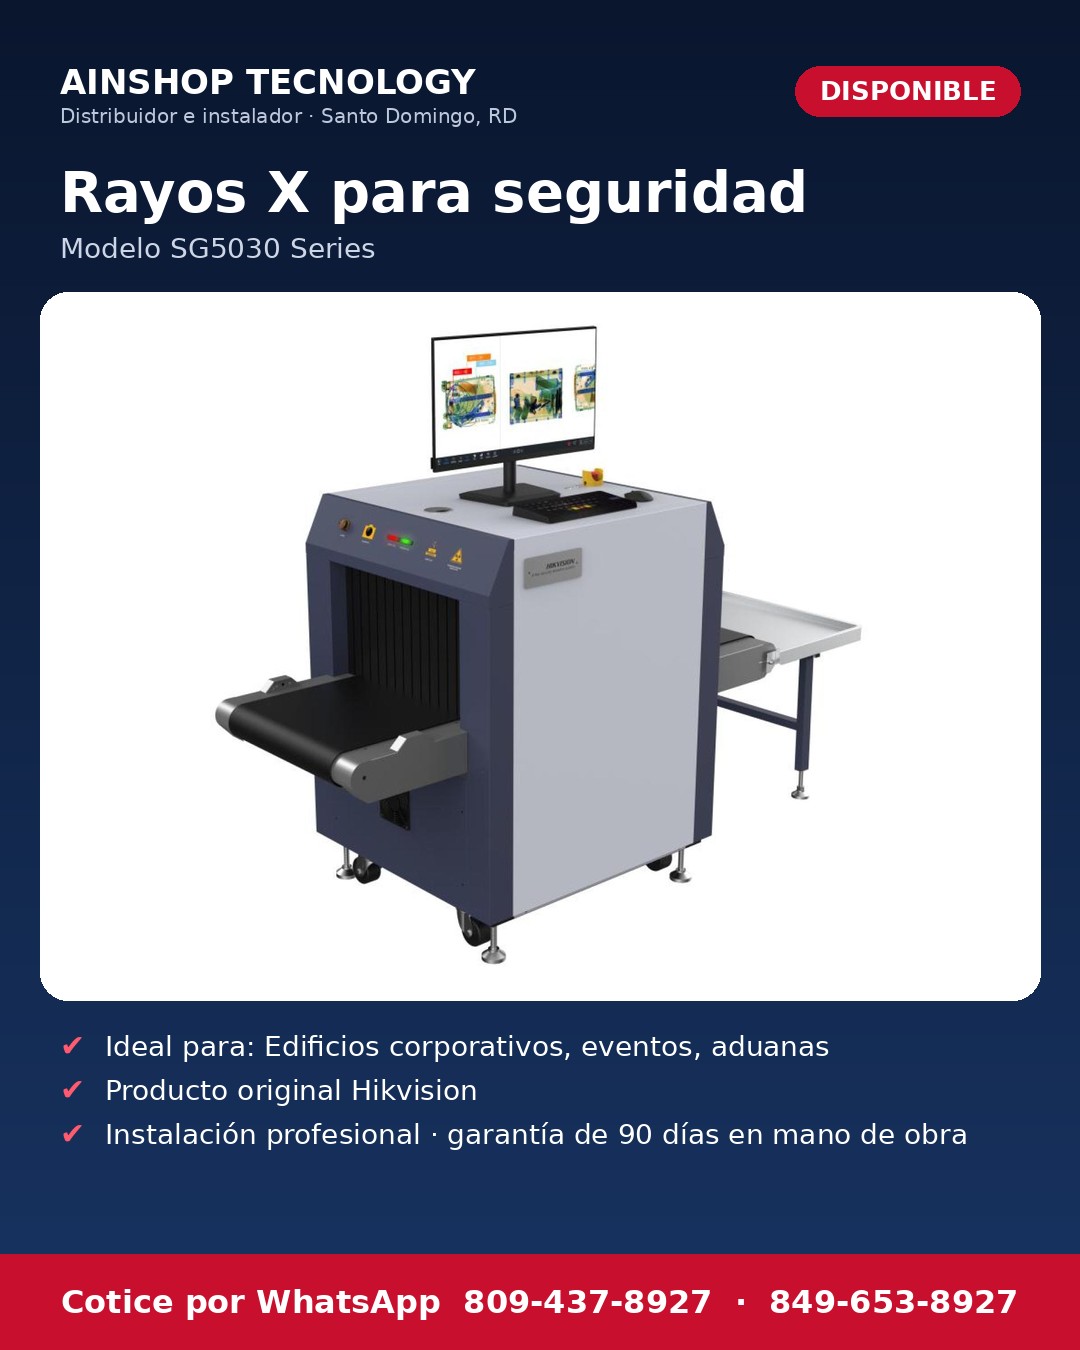 AINSHOP TECNOLOGY
DISPONIBLE
Distribuidor e instalador · Santo Domingo, RD
Rayos X para seguridad
Modelo SG5030 Series
HIKVISION
✔ Ideal para: Edificios corporativos, eventos, aduanas
✔ Producto original Hikvision
✔ Instalación profesional · garantía de 90 días en mano de obra
Cotice por WhatsApp 809-437-8927 · 849-653-8927